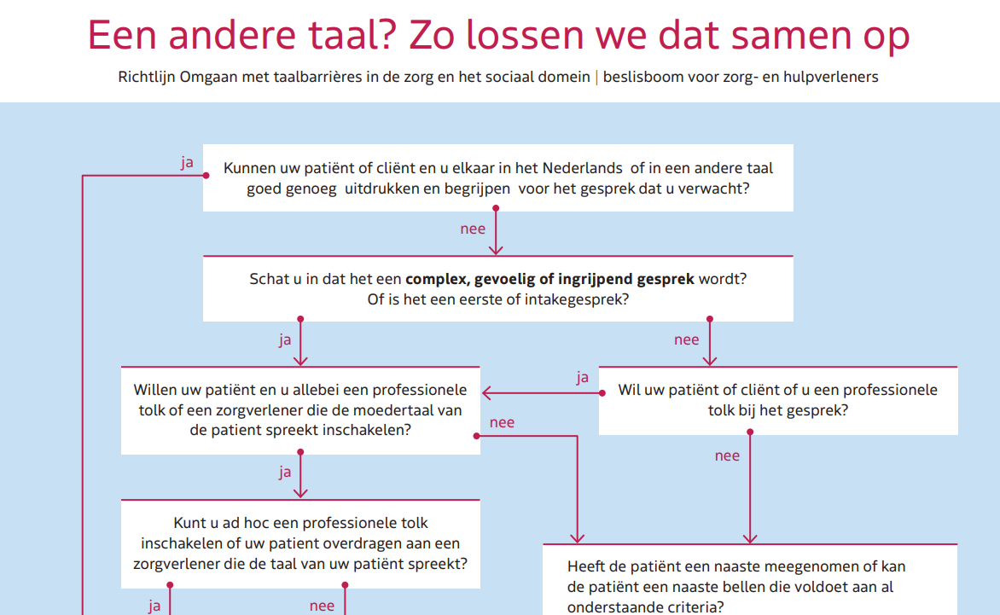 Een andere taal? Zo lossen we dat samen op
Richtlijn Omgaan met taalbarrières in de zorg en het sociaal domein | beslisboom voor zorg- en hulpverleners
ja
Kunnen uw patiënt of cliënt en u elkaar in het Nederlands of in een andere taal
goed genoeg uitdrukken en begrijpen voor het gesprek dat u verwacht?
nee
Schat u in dat het een complex, gevoelig of ingrijpend gesprek wordt?
Of is het een eerste of intakegesprek?
ja
nee
Willen uw patiënt en u allebei een professionele
tolk of een zorgverlener die de moedertaal van
de patient spreekt inschakelen?
ja
Wil uw patiënt of cliënt of u een professionele
tolk bij het gesprek?
nee
nee
ja
Kunt u ad hoc een professionele tolk
inschakelen of uw patient overdragen aan een
zorgverlener die de taal van uw patiënt spreekt?
Heeft de patiënt een naaste meegenomen of kan
de patiënt een naaste bellen die voldoet aan al
onderstaande criteria?
ja
nee